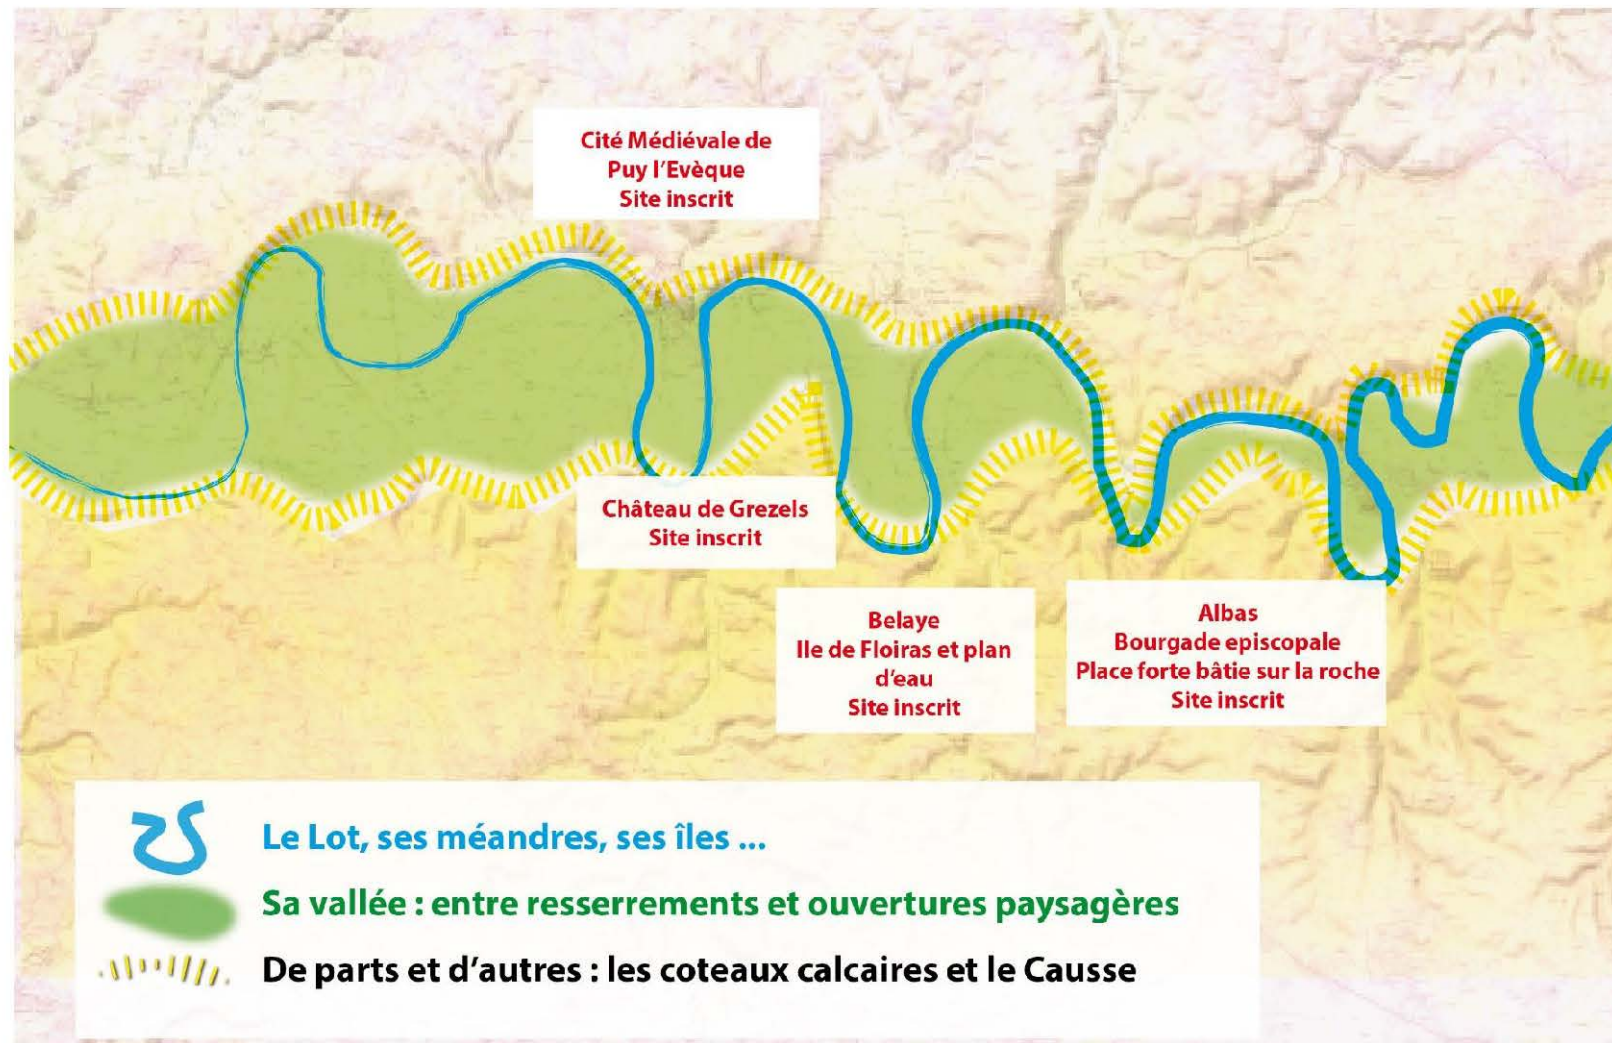 Cité Médiévale de
Puy l'Evèque
Site inscrit
Château de Grezels
Site inscrit
Belaye
Ile de Floiras et plan
d'eau
Site inscrit
Albas
Bourgade episcopale
Place forte bâtie sur la roche
Site inscrit
Le Lot, ses méandres, ses îles ...
Sa vallée : entre resserrements et ouvertures paysagères
De parts et d'autres : les coteaux calcaires et le Causse